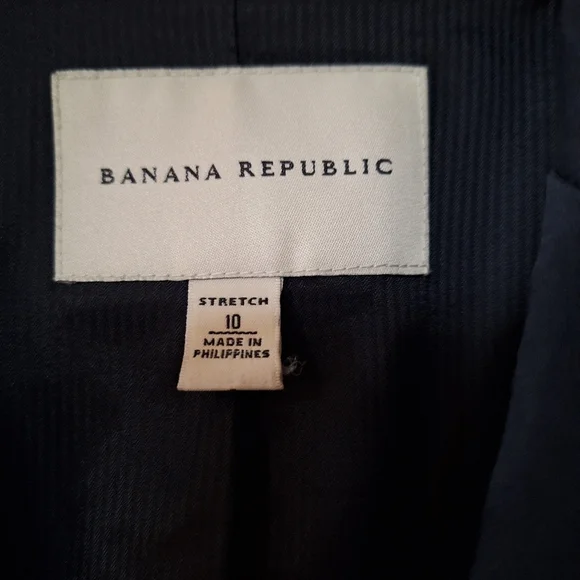 BANANA REPUBLIC
STRETCH
10
MADE IN
PHILIPPINES